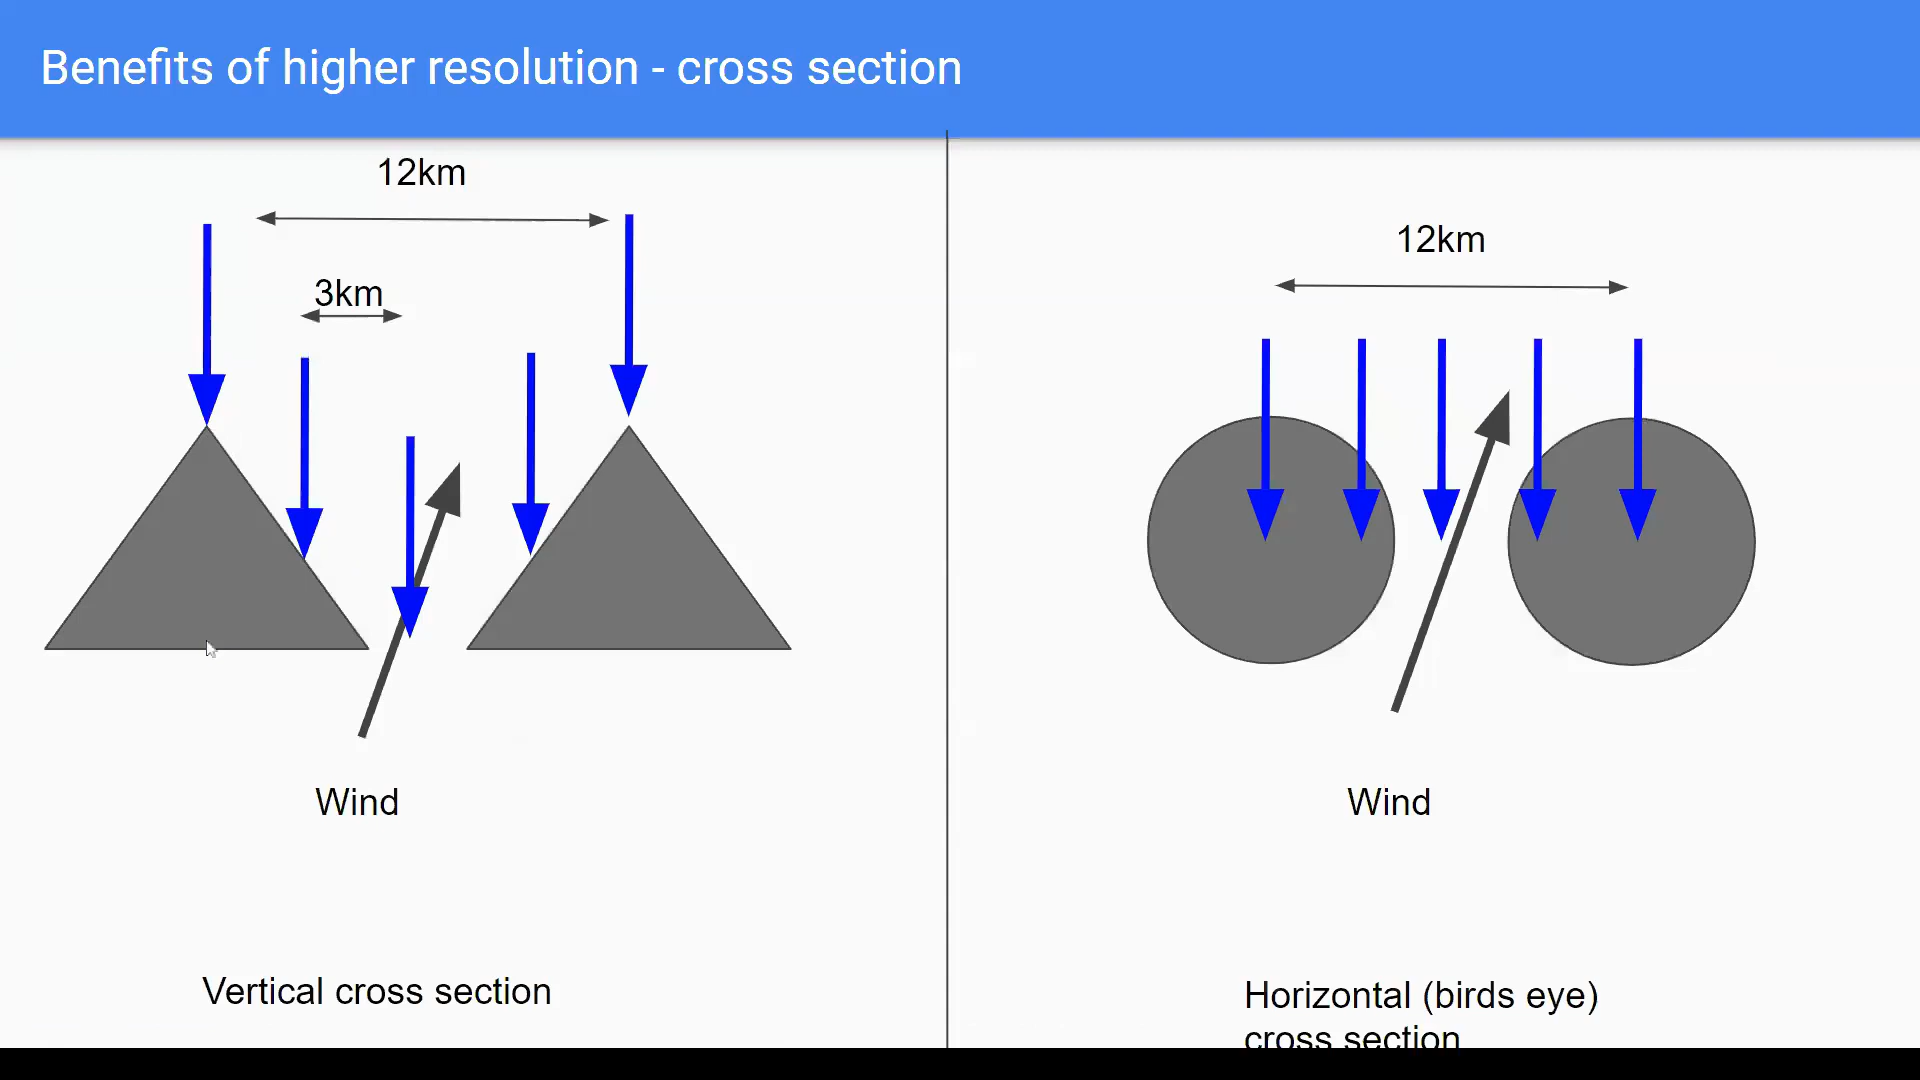 Benefits of higher resolution - cross section
12km
3km
Wind
Vertical cross section
12km
Wind
Horizontal (birds eye)
cross section